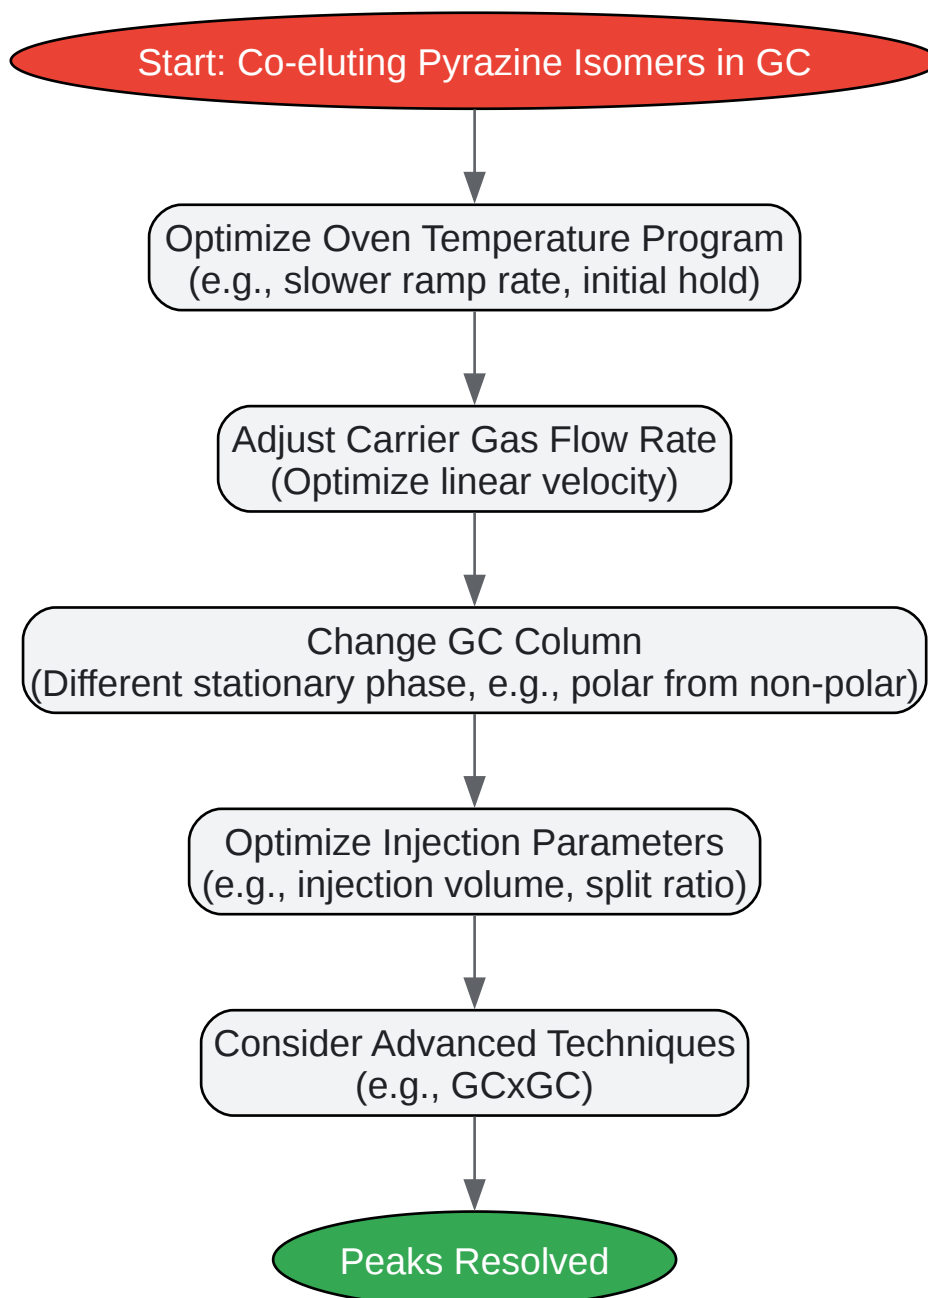 Start: Co-eluting Pyrazine Isomers in GC
Optimize Oven Temperature Program
(e.g., slower ramp rate, initial hold)
Adjust Carrier Gas Flow Rate
(Optimize linear velocity)
Change GC Column
(Different stationary phase, e.g., polar from non-polar)
Optimize Injection Parameters
(e.g., injection volume, split ratio)
Consider Advanced Techniques
(e.g., GCxGC)
Peaks Resolved